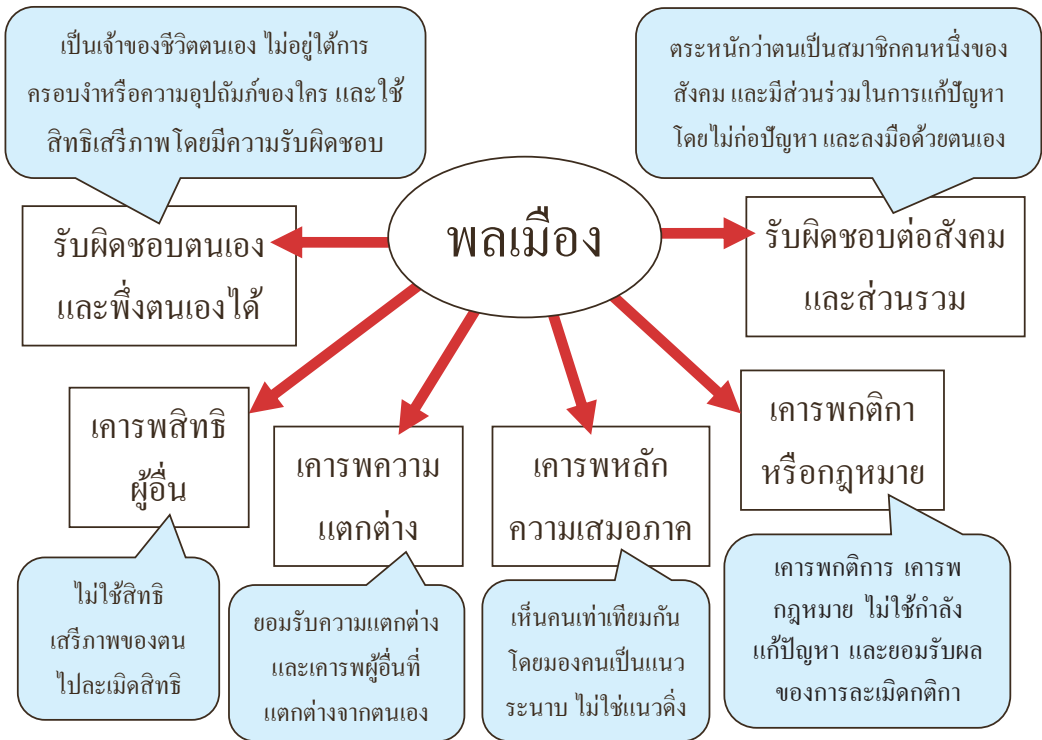 เป็นเจ้าของชีวิตตนเอง ไม่อยู่ใต้การ
ครอบงำหรือความอุปถัมภ์ของใคร และใช้
สิทธิเสรีภาพโดยมีความรับผิดชอบ
ตระหนักว่าตนเป็นสมาชิกคนหนึ่งของ
สังคม และมีส่วนร่วมในการแก้ปัญหา
โดยไม่ก่อปัญหา และลงมือด้วยตนเอง
พลเมือง
รับผิดชอบตนเอง
และพึ่งตนเองได้
รับผิดชอบต่อสังคม
และส่วนรวม
เคารพสิทธิ
ผู้อื่น
เคารพความ
แตกต่าง
เคารพหลัก
ความเสมอภาค
เคารพกติกา
หรือกฎหมาย
ไม่ใช้สิทธิ
เสรีภาพของตน
ไปละเมิดสิทธิ
ยอมรับความแตกต่าง
และเคารพผู้อื่นที่
แตกต่างจากตนเอง
เห็นคนเท่าเทียมกัน
โดยมองคนเป็นแนว
ระนาบ ไม่ใช่แนวดิ่ง
เคารพกติการ เคารพ
กฎหมาย ไม่ใช้กำลัง
แก้ปัญหา และยอมรับผล
ของการละเมิดกติกา